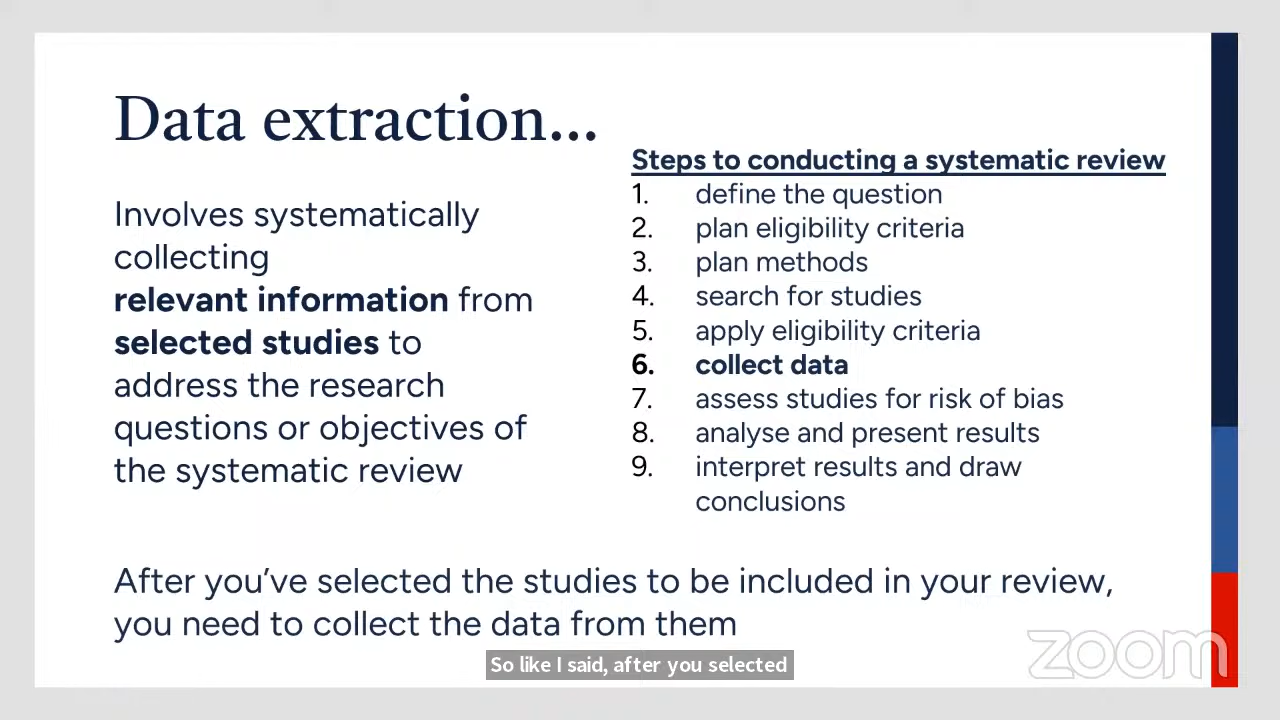 Data extraction...
Involves systematically
collecting
relevant information from
selected studies to
address the research
questions or objectives of
the systematic review
Steps to conducting a systematic review
1. define the question
2. plan eligibility criteria
3. plan methods
4. search for studies
5. apply eligibility criteria
6. collect data
7. assess studies for risk of bias
8. analyse and present results
9. interpret results and draw
conclusions
After you’ve selected the studies to be included in your review,
you need to collect the data from them
So like I said, after you selected
zoom